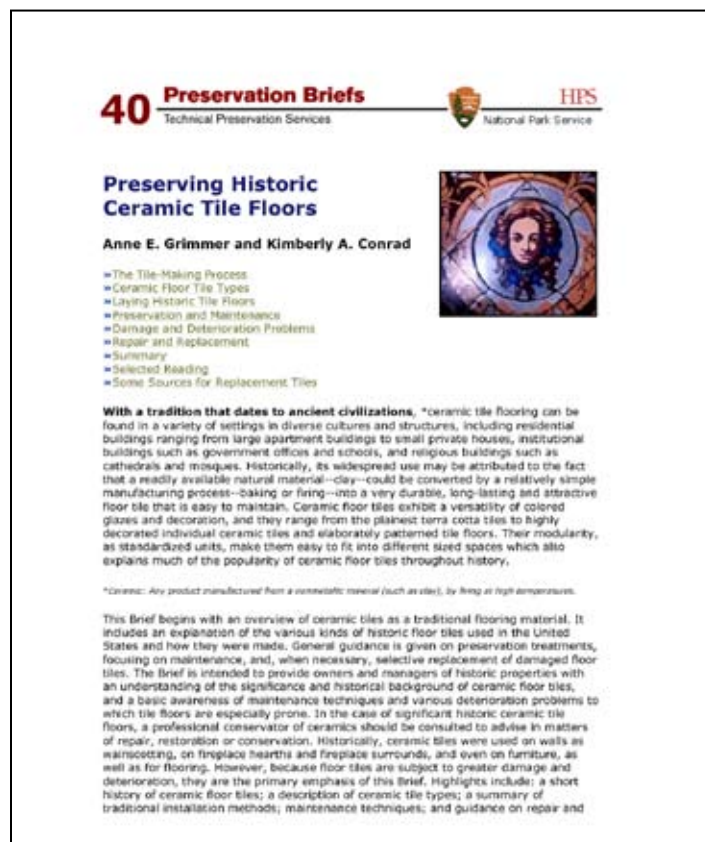 40 Preservation Briefs
Technical Preservation Services
HPS
National Park Service
Preserving Historic
Ceramic Tile Floors
Anne E. Grimmer and Kimberly A. Conrad
»The Tile-Making Process
»Ceramic Floor Tile Types
»Laying Historic Tile Floors
»Preservation and Maintenance
»Damage and Deterioration Problems
»Repair and Replacement
»Summary
»Selected Reading
»Some Sources for Replacement Tiles
With a tradition that dates to ancient civilizations, *ceramic tile flooring can be
found in a variety of settings in diverse cultures and structures, including residential
buildings ranging from large apartment buildings to small private houses, institutional
buildings such as government offices and schools, and religious buildings such as
cathedrals and mosques. Historically, its widespread use may be attributed to the fact
that a readily available natural material--clay--could be converted by a relatively simple
manufacturing process--baking or firing--into a very durable, long-lasting and attractive
floor tile that is easy to maintain. Ceramic floor tiles exhibit a versatility of colored
glazes and decoration, and they range from the plainest terra cotta tiles to highly
decorated individual ceramic tiles and elaborately patterned tile floors. Their modularity,
as standardized units, make them easy to fit into different sized spaces which also
explains much of the popularity of ceramic floor tiles throughout history.
*Ceramic: Any product manufactured from a nonmetallic mineral (such as clay), by firing at high temperatures.
This Brief begins with an overview of ceramic tiles as a traditional flooring material. It
includes an explanation of the various kinds of historic floor tiles used in the United
States and how they were made. General guidance is given on preservation treatments,
focusing on maintenance, and, when necessary, selective replacement of damaged floor
tiles. The Brief is intended to provide owners and managers of historic properties with
an understanding of the significance and historical background of ceramic floor tiles,
and a basic awareness of maintenance techniques and various deterioration problems to
which tile floors are especially prone. In the case of significant historic ceramic tile
floors, a professional conservator of ceramics should be consulted to advise in matters
of repair, restoration or conservation. Historically, ceramic tiles were used on walls as
wainscotting, on fireplace hearths and fireplace surrounds, and even on furniture, as
well as for flooring. However, because floor tiles are subject to greater damage and
deterioration, they are the primary emphasis of this Brief. Highlights include: a short
history of ceramic floor tiles; a description of ceramic tile types; a summary of
traditional installation methods; maintenance techniques; and guidance on repair and